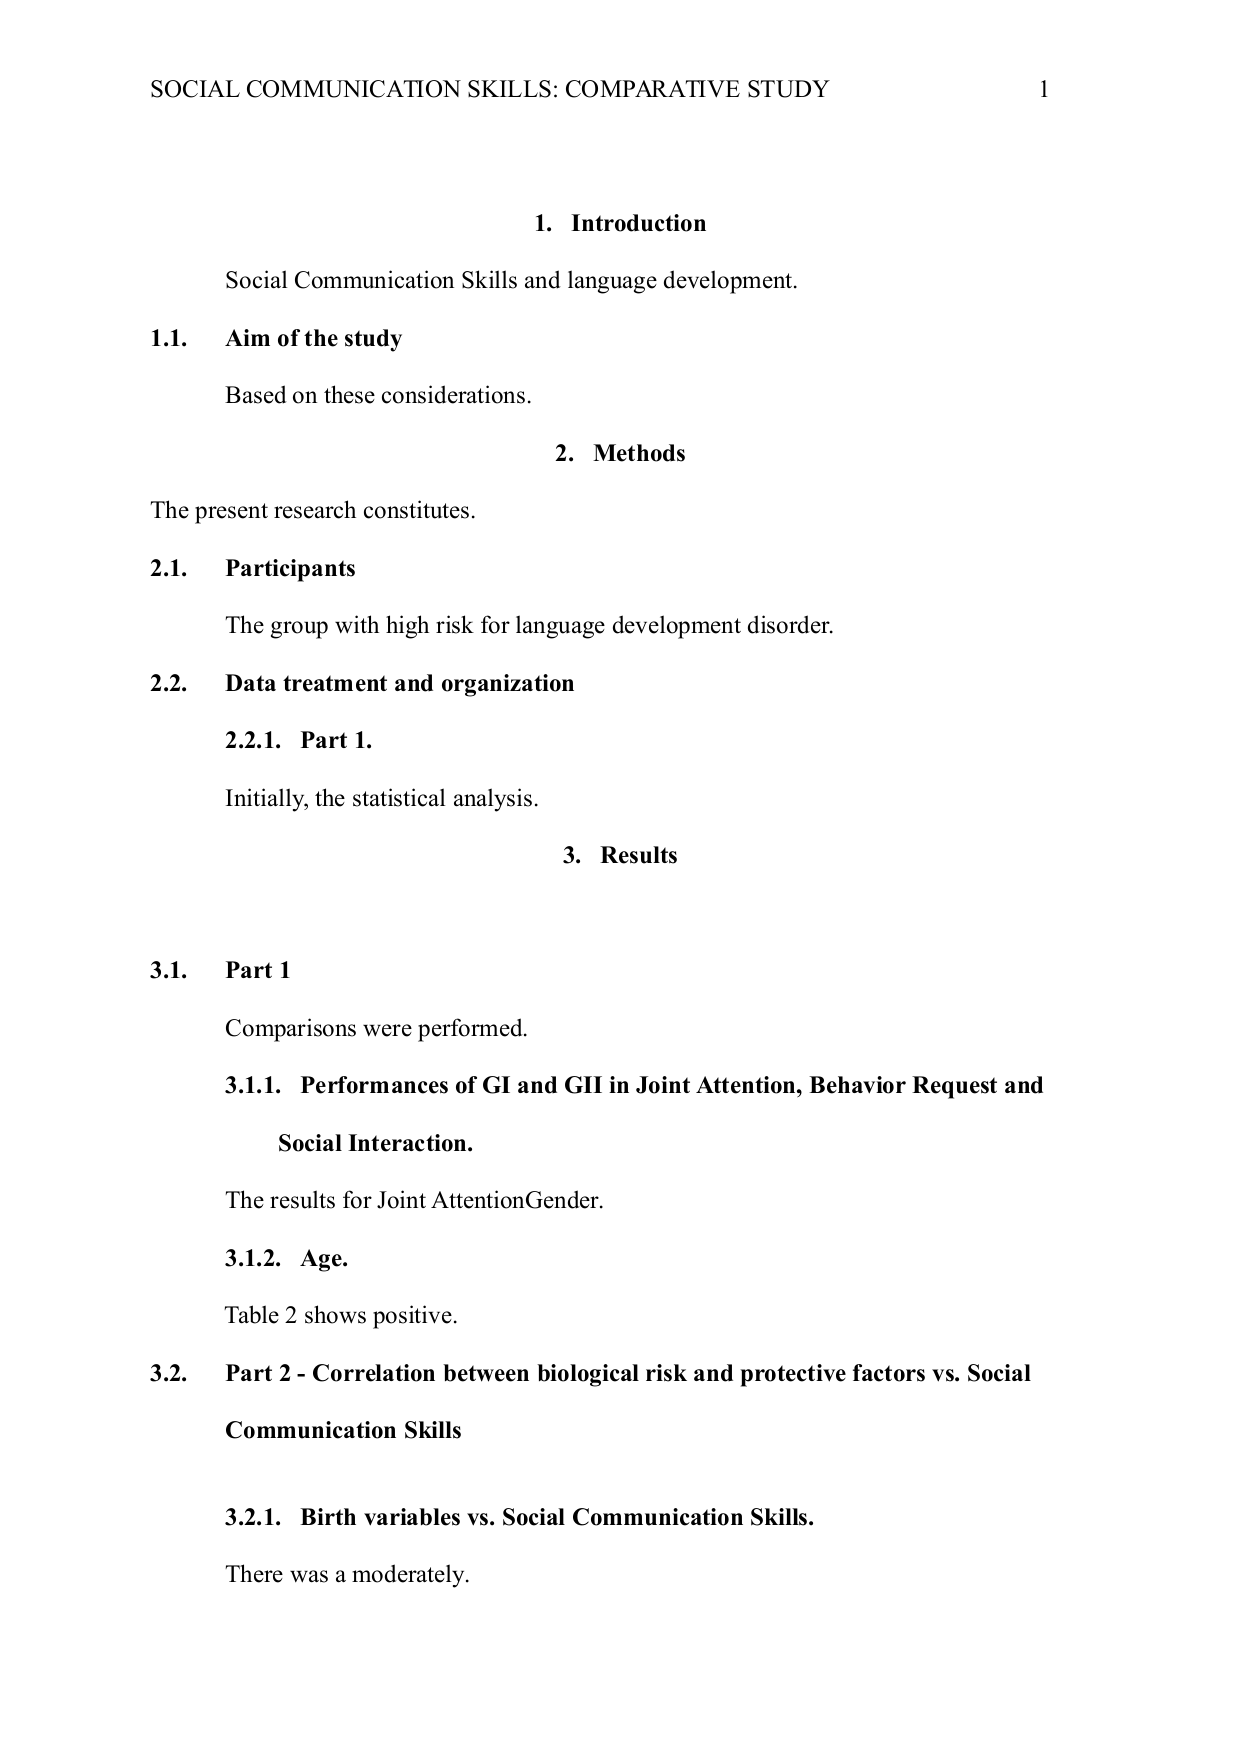 SOCIAL COMMUNICATION SKILLS: COMPARATIVE STUDY 1
1. Introduction
Social Communication Skills and language development.
1.1. Aim of the study
Based on these considerations.
2. Methods
The present research constitutes.
2.1. Participants
The group with high risk for language development disorder.
2.2. Data treatment and organization
2.2.1. Part 1.
Initially, the statistical analysis.
3. Results
3.1. Part 1
Comparisons were performed.
3.1.1. Performances of GI and GII in Joint Attention, Behavior Request and
Social Interaction.
The results for Joint AttentionGender.
3.1.2. Age.
Table 2 shows positive.
3.2. Part 2 - Correlation between biological risk and protective factors vs. Social
Communication Skills
3.2.1. Birth variables vs. Social Communication Skills.
There was a moderately.